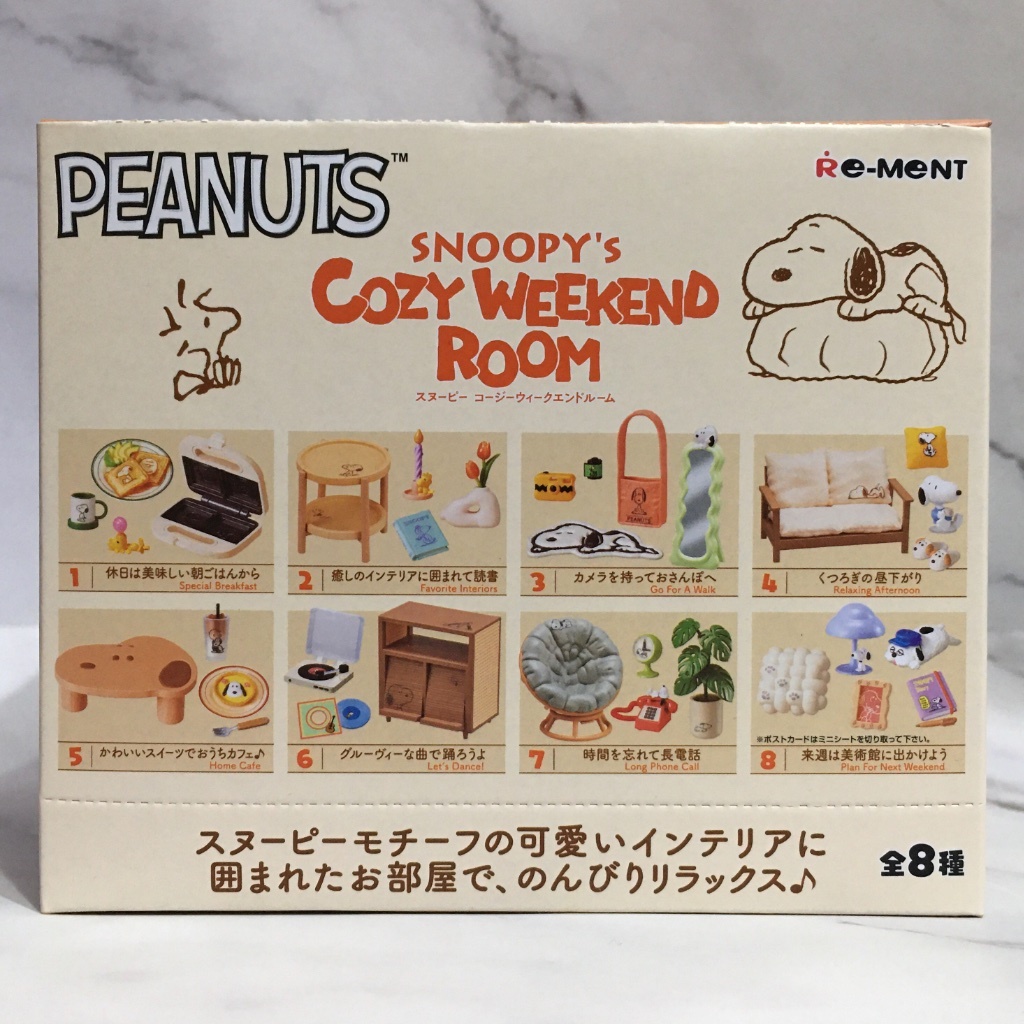 PEANUTS™
Re-MeNT
SNOOPY's
COZY WEEKEND
ROOM
スヌーピー コージーウィークエンドルーム
1 休日は美味しい朝ごはんから
Special Breakfast
2 癒しのインテリアに囲まれて読書
Favorite Interiors
3 カメラを持っておさんぽへ
Go For A Walk
4 くつろぎの昼下がり
Relaxing Afternoon
5 かわいいスイーツでおうちカフェ♪
Home Cafe
6 グルーヴィーな曲で踊ろうよ
Let's Dance!
7 時間を忘れて長電話
Long Phone Call
※ポストカードはミニシートを切り取って下さい。
8 来週は美術館に出かけよう
Plan For Next Weekend
スヌーピーモチーフの可愛いインテリアに
囲まれたお部屋で、のんびりリラックス♪
全8種
SNOOPY
PEANUTS